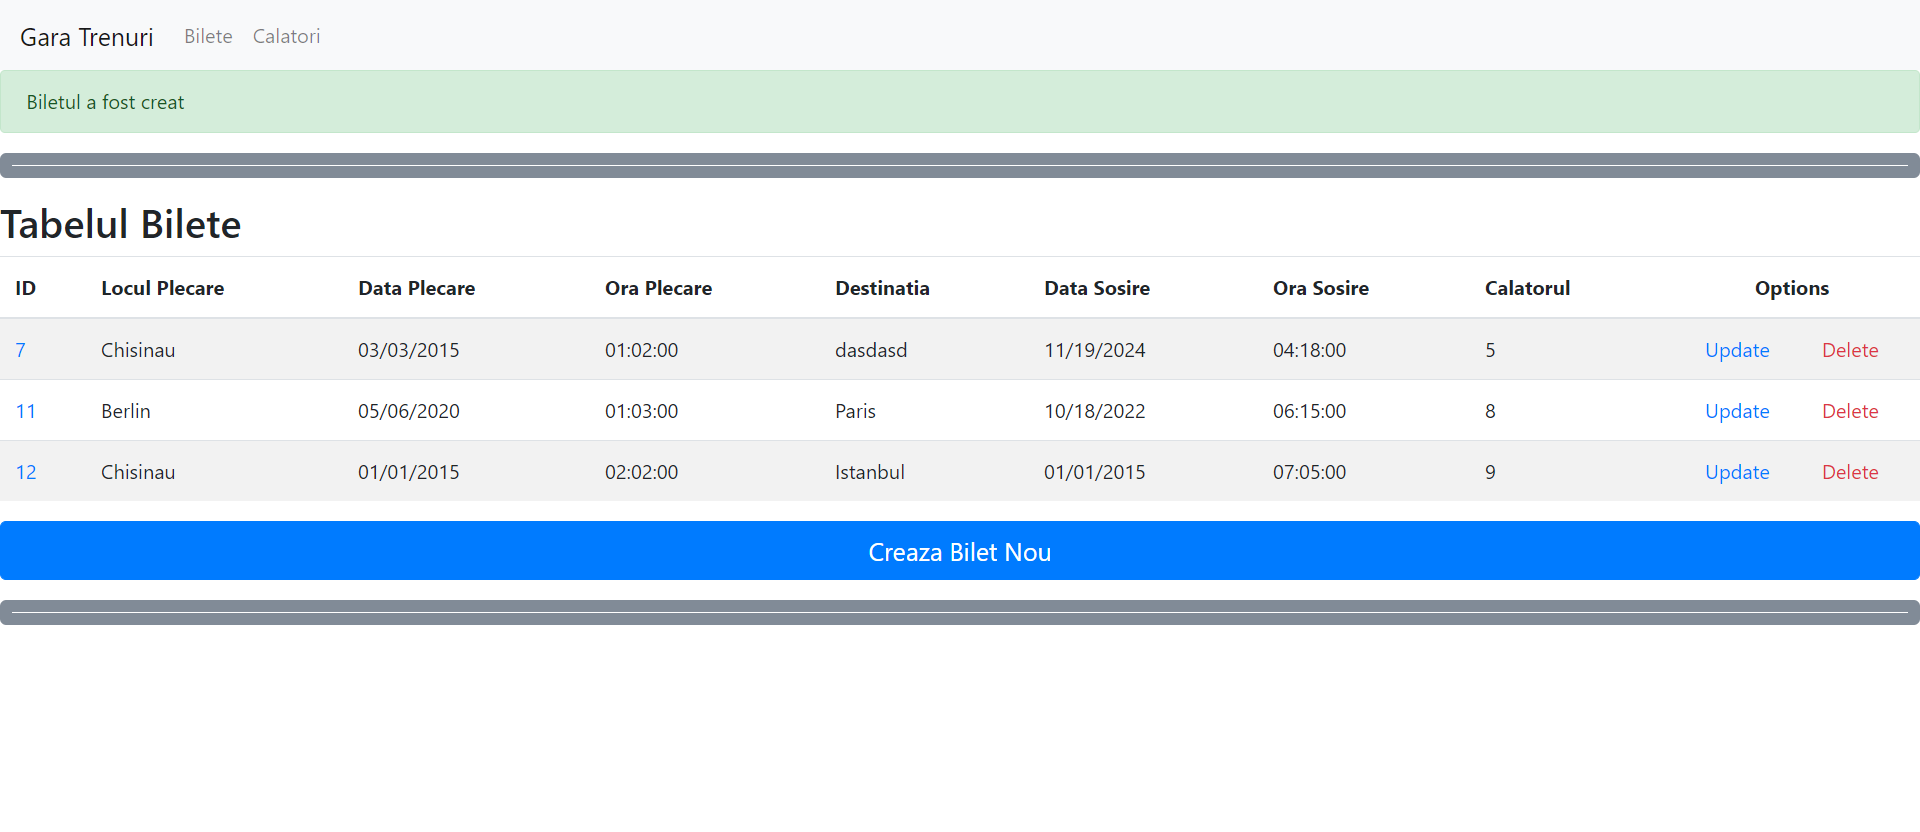 Gara Trenuri Bilete Calatori
Biletul a fost creat
Tabelul Bilete
ID Locul Plecare Data Plecare Ora Plecare Destinatia Data Sosire Ora Sosire Calatorul Options
7 Chisinau 03/03/2015 01:02:00 dasdasd 11/19/2024 04:18:00 5 Update Delete
11 Berlin 05/06/2020 01:03:00 Paris 10/18/2022 06:15:00 8 Update Delete
12 Chisinau 01/01/2015 02:02:00 Istanbul 01/01/2015 07:05:00 9 Update Delete
Creaza Bilet Nou